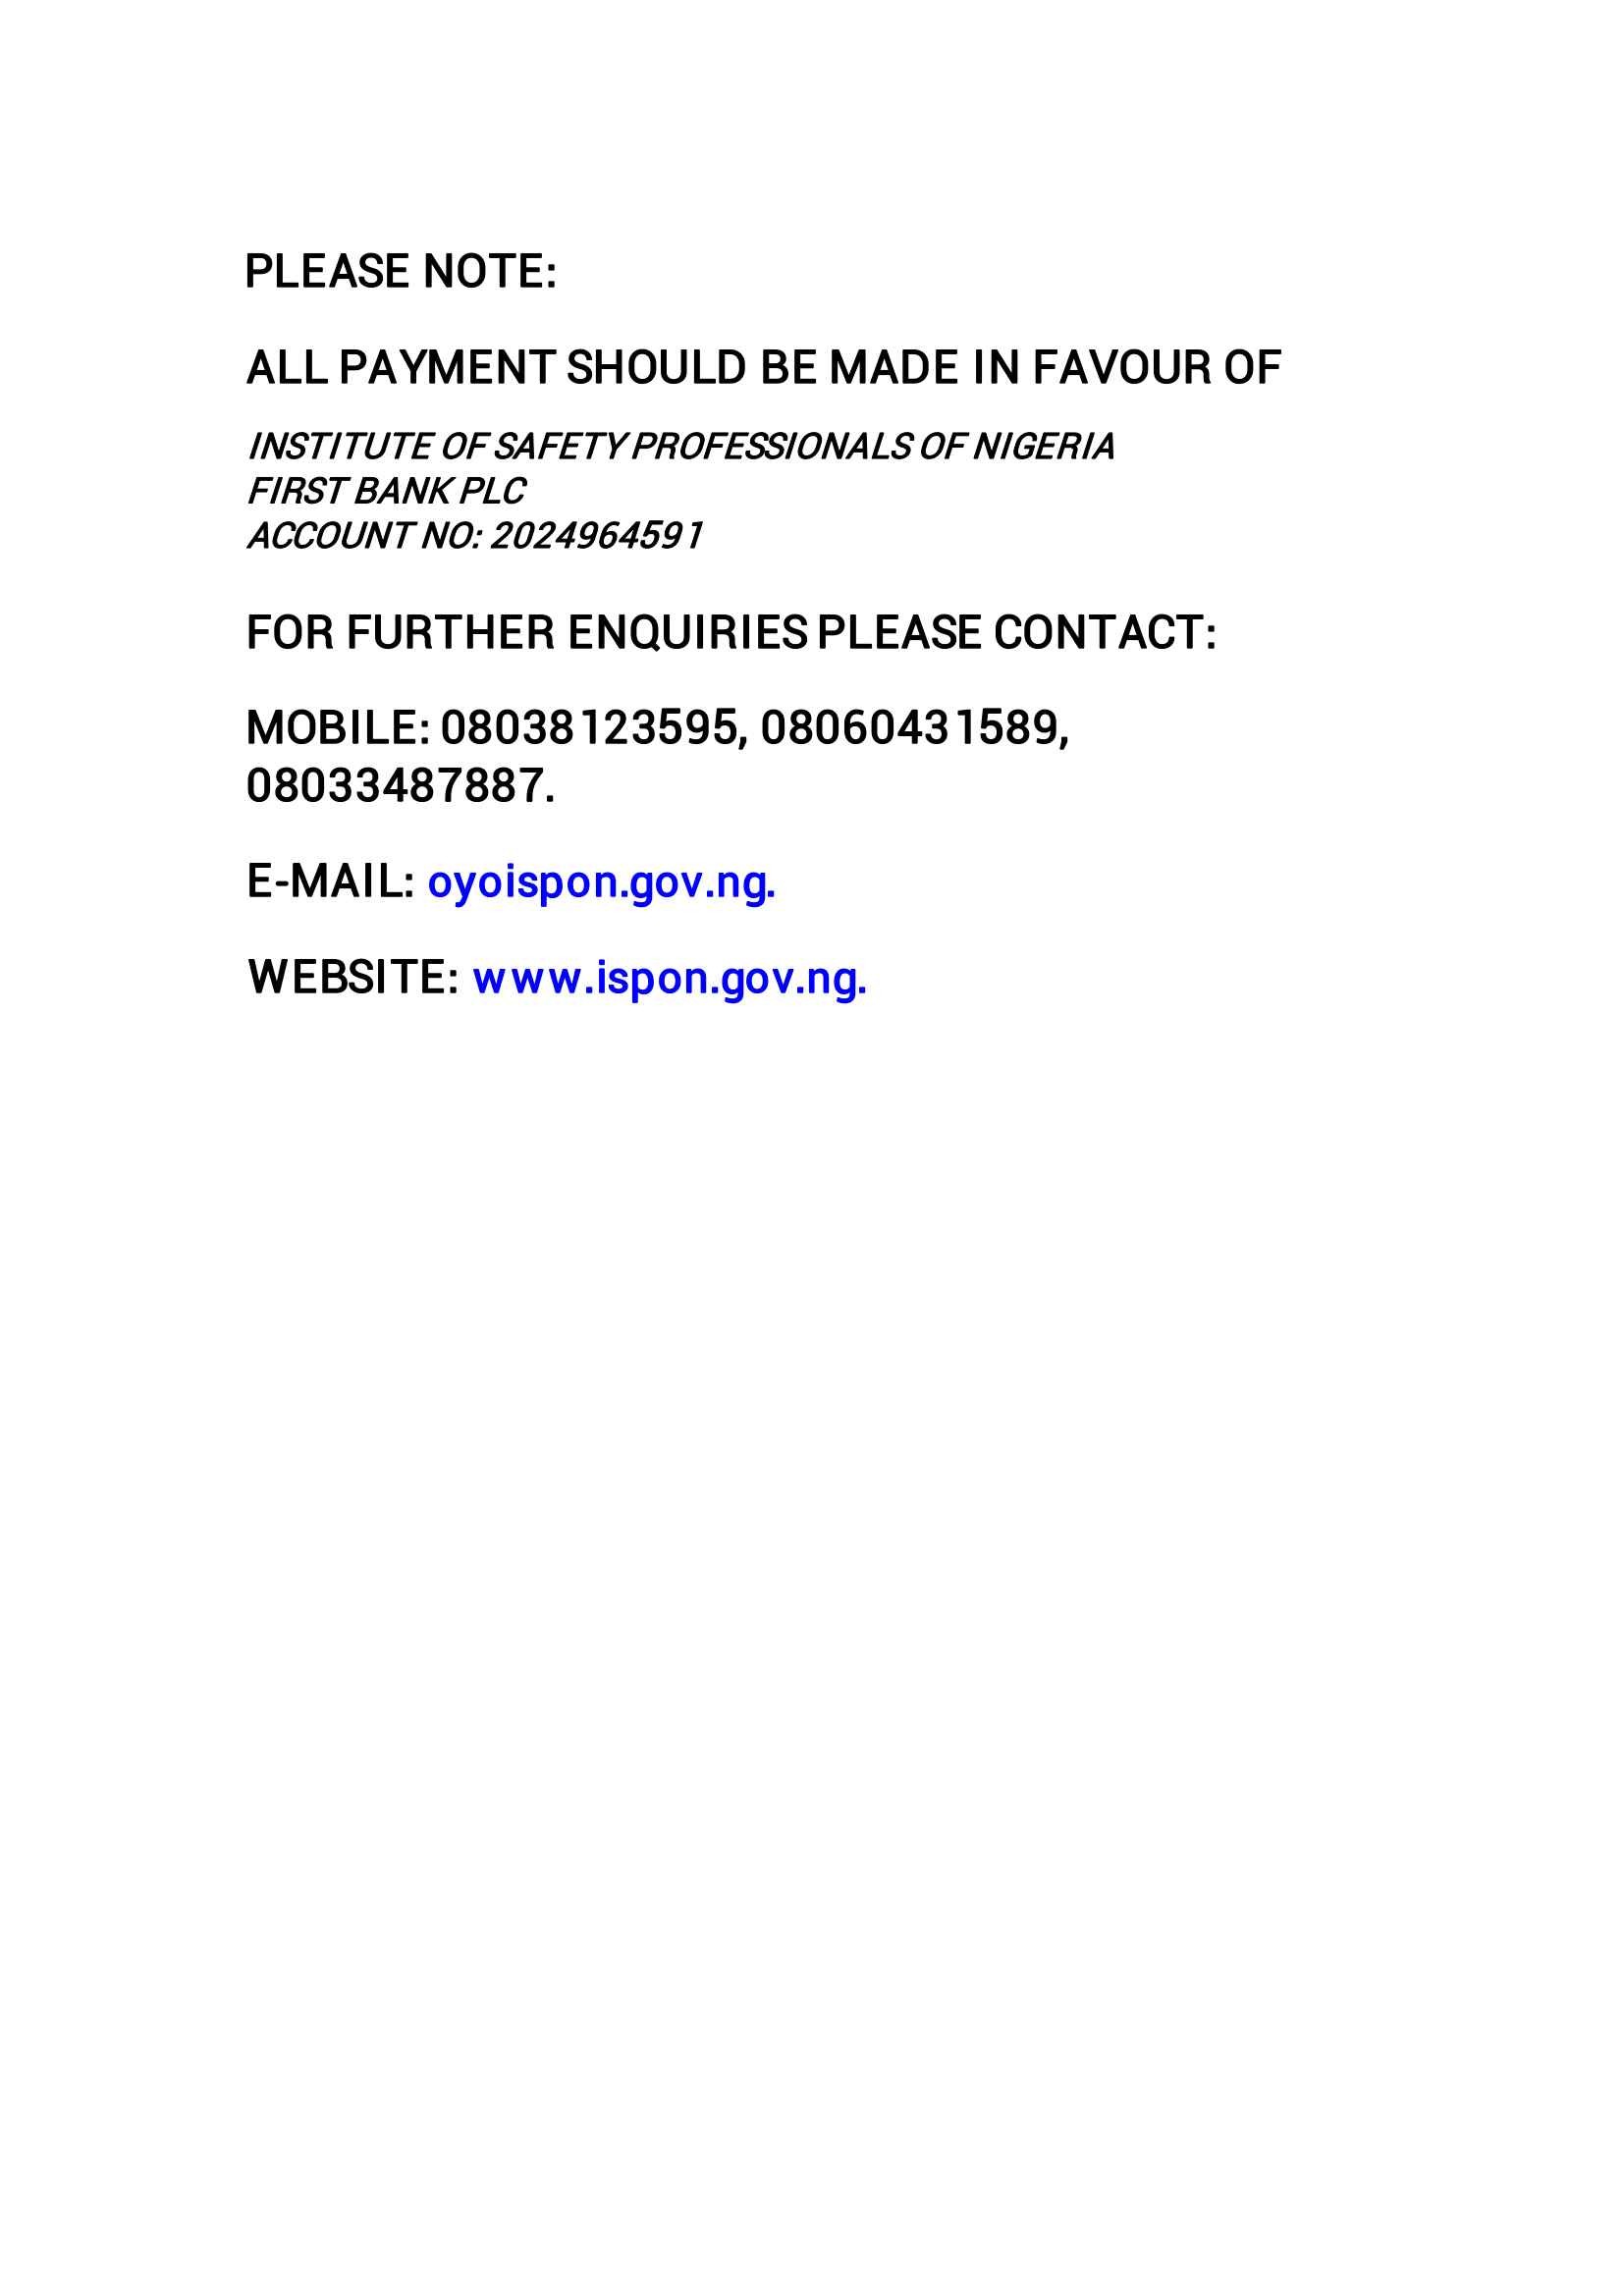 PLEASE NOTE:
ALL PAYMENT SHOULD BE MADE IN FAVOUR OF
INSTITUTE OF SAFETY PROFESSIONALS OF NIGERIA
FIRST BANK PLC
ACCOUNT NO: 2024964591
FOR FURTHER ENQUIRIES PLEASE CONTACT:
MOBILE: 08038123595, 08060431589,
08033487887.
E-MAIL: oyoispon.gov.ng.
WEBSITE: www.ispon.gov.ng.